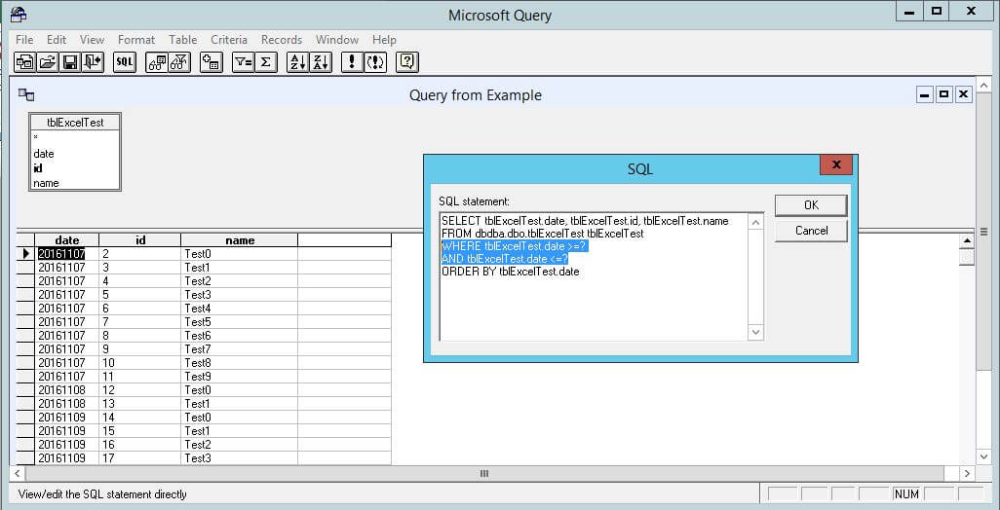 Microsoft Query
File Edit View Format Table Criteria Records Window Help
SQL
Query from Example
tblExcelTest
*
date
id
name
SQL
SQL statement:
SELECT tblExcelTest.date, tblExcelTest.id, tblExcelTest.name
FROM dbdba.dbo.tblExcelTest tblExcelTest
WHERE tblExcelTest.date >=?
AND tblExcelTest.date <=?
ORDER BY tblExcelTest.date
OK
Cancel
date id name
20161107 2 Test0
20161107 3 Test1
20161107 4 Test2
20161107 5 Test3
20161107 6 Test4
20161107 7 Test5
20161107 8 Test6
20161107 9 Test7
20161107 10 Test8
20161107 11 Test9
20161108 12 Test0
20161108 13 Test1
20161109 14 Test0
20161109 15 Test1
20161109 16 Test2
20161109 17 Test3
View/edit the SQL statement directly
NUM